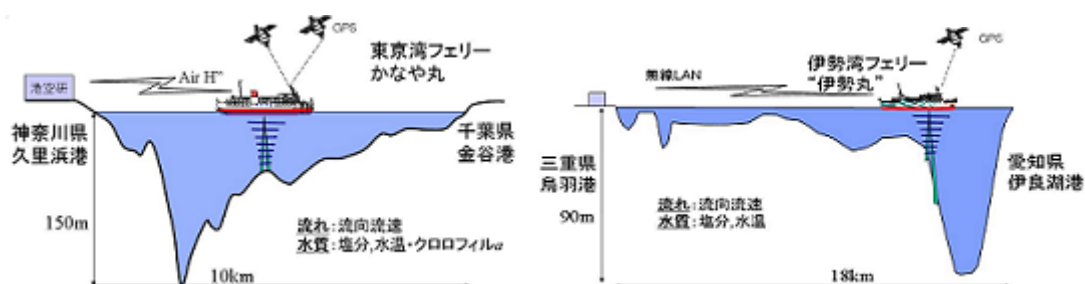 GPS
東京湾フェリー
かなや丸
Air H"
港空研
神奈川県
久里浜港
千葉県
金谷港
150m
流れ:流向流速
水質:塩分,水温・クロロフィルα
10km
GPS
伊勢湾フェリー
"伊勢丸"
無線LAN
三重県
鳥羽港
愛知県
伊良湖港
90m
流れ:流向流速
水質:塩分,水温
18km